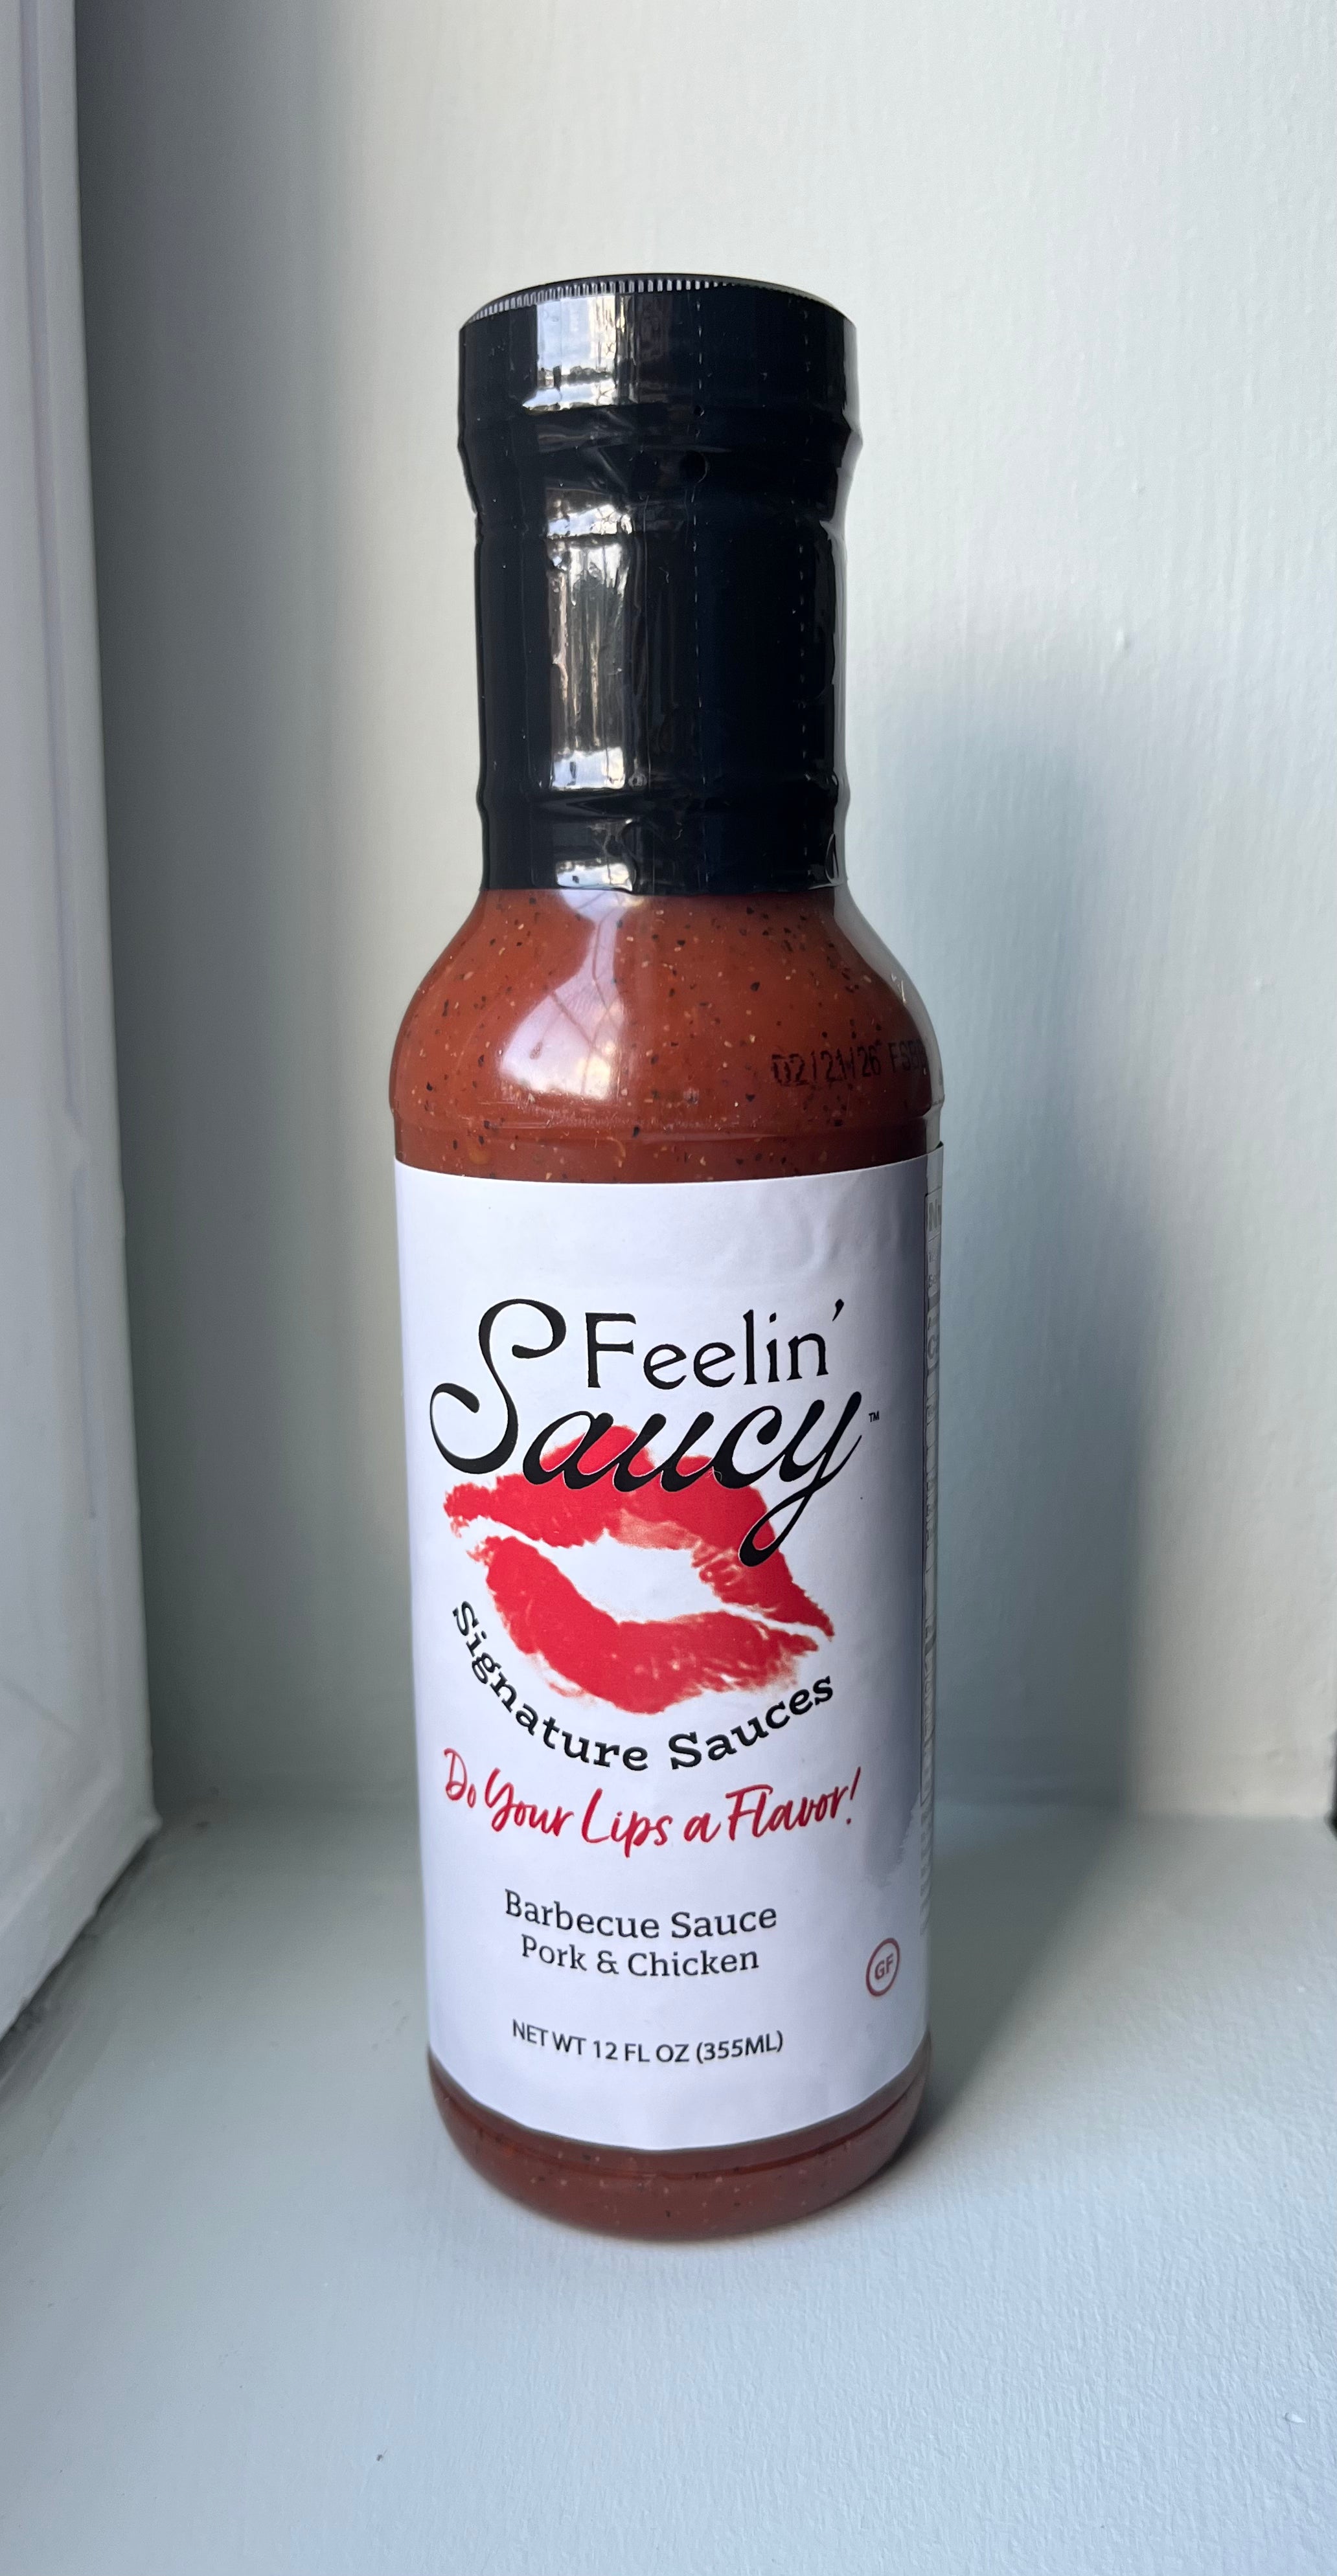 02/21/26
Feelin'
Saucy™
Signature Sauces
Do Your Lips a Flavor!
Barbecue Sauce
Pork & Chicken
GF
NET WT 12 FL OZ (355ML)